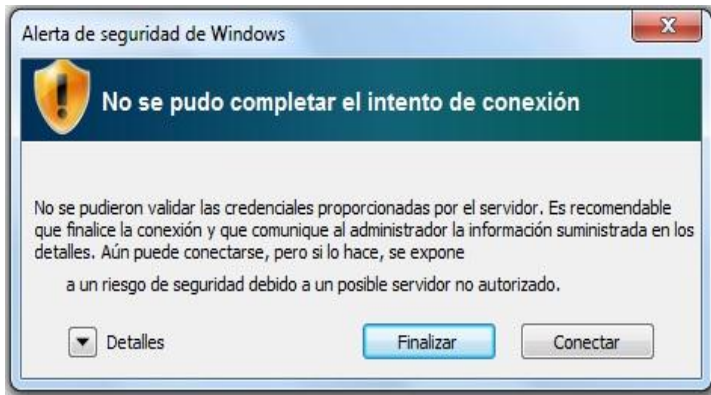 Alerta de seguridad de Windows
No se pudo completar el intento de conexión
No se pudieron validar las credenciales proporcionadas por el servidor. Es recomendable
que finalice la conexión y que comunique al administrador la información suministrada en los
detalles. Aún puede conectarse, pero si lo hace, se expone
a un riesgo de seguridad debido a un posible servidor no autorizado.
Detalles
Finalizar
Conectar